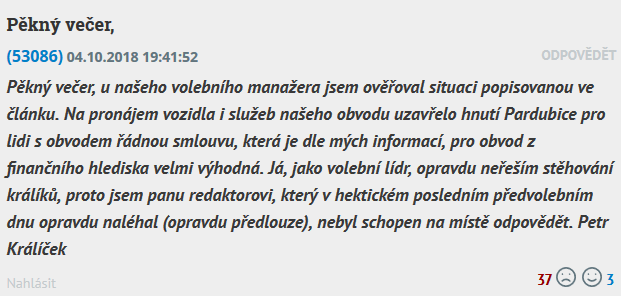 Pěkný večer,
(53086) 04.10.2018 19:41:52 ODPOVĚDĚT
Pěkný večer, u našeho volebního manažera jsem ověřoval situaci popisovanou ve
článku. Na pronájem vozidla i služeb našeho obvodu uzavřelo hnutí Pardubice pro
lidi s obvodem řádnou smlouvu, která je dle mých informací, pro obvod z
finančního hlediska velmi výhodná. Já, jako volební lídr, opravdu neřeším stěhování
králíků, proto jsem panu redaktorovi, který v hektickém posledním předvolebním
dnu opravdu naléhal (opravdu předlouze), nebyl schopen na místě odpovědět. Petr
Králíček
Nahlásit 37 3